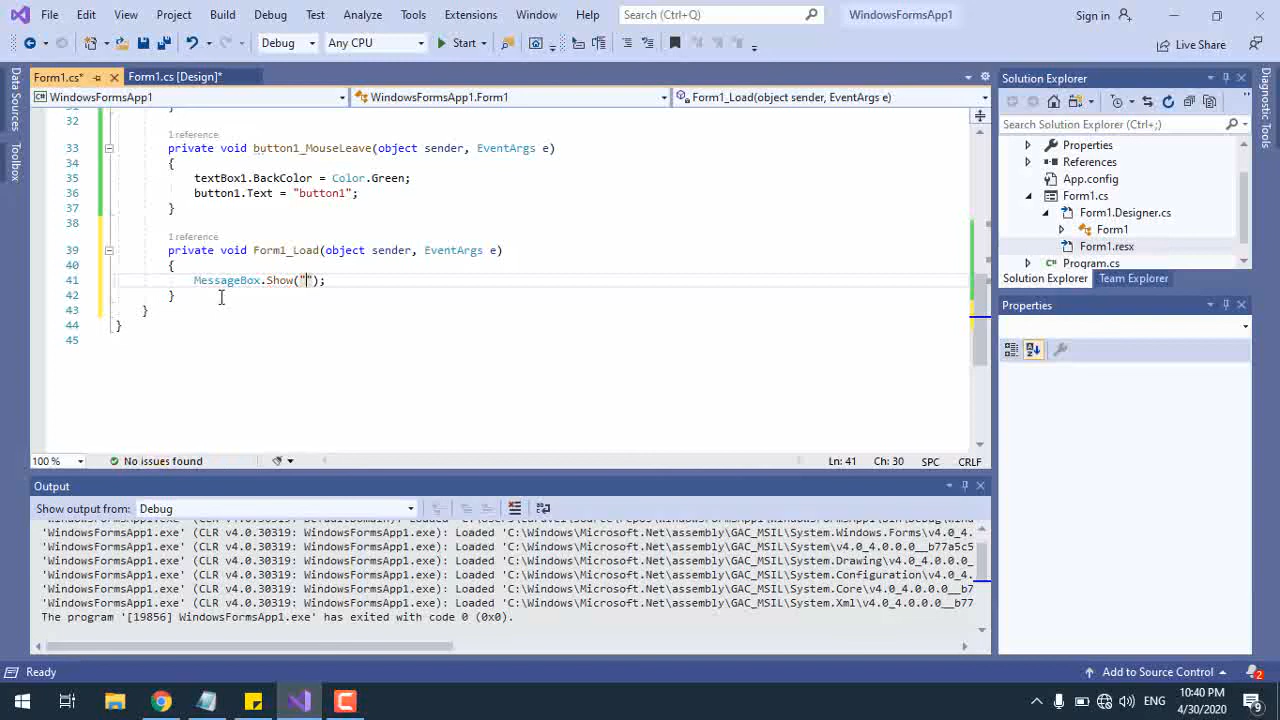 File Edit View Project Build Debug Test Analyze Tools Extensions Window Help Search (Ctrl+Q) WindowsFormsApp1 Sign in
Debug Any CPU Start Live Share
Data Sources
Toolbox
Form1.cs* Form1.cs [Design]*
WindowsFormsApp1 WindowsFormsApp1.Form1 Form1_Load(object sender, EventArgs e)
32
1 reference
33 private void button1_MouseLeave(object sender, EventArgs e)
34 {
35 textBox1.BackColor = Color.Green;
36 button1.Text = "button1";
37 }
38
1 reference
39 private void Form1_Load(object sender, EventArgs e)
40 {
41 MessageBox.Show("");
42 }
43 }
44 }
45
100 % No issues found Ln: 41 Ch: 30 SPC CRLF
Output
Show output from: Debug
'WindowsFormsApp1.exe' (CLR v4.0.30319: WindowsFormsApp1.exe): Loaded 'C:\Windows\Microsoft.Net\assembly\GAC_MSIL\System.Windows.Forms\v4.0_4.
'WindowsFormsApp1.exe' (CLR v4.0.30319: WindowsFormsApp1.exe): Loaded 'C:\Windows\Microsoft.Net\assembly\GAC_MSIL\System\v4.0_4.0.0.0__b77a5c5
'WindowsFormsApp1.exe' (CLR v4.0.30319: WindowsFormsApp1.exe): Loaded 'C:\Windows\Microsoft.Net\assembly\GAC_MSIL\System.Drawing\v4.0_4.0.0.0_
'WindowsFormsApp1.exe' (CLR v4.0.30319: WindowsFormsApp1.exe): Loaded 'C:\Windows\Microsoft.Net\assembly\GAC_MSIL\System.Configuration\v4.0_4.
'WindowsFormsApp1.exe' (CLR v4.0.30319: WindowsFormsApp1.exe): Loaded 'C:\Windows\Microsoft.Net\assembly\GAC_MSIL\System.Core\v4.0_4.0.0.0__b7
'WindowsFormsApp1.exe' (CLR v4.0.30319: WindowsFormsApp1.exe): Loaded 'C:\Windows\Microsoft.Net\assembly\GAC_MSIL\System.Xml\v4.0_4.0.0.0__b77
The program '[19856] WindowsFormsApp1.exe' has exited with code 0 (0x0).
Solution Explorer
Search Solution Explorer (Ctrl+;)
Properties
References
App.config
Form1.cs
Form1.Designer.cs
Form1
Form1.resx
Program.cs
Solution Explorer Team Explorer
Properties
Diagnostic Tools
Ready Add to Source Control 2
ENG 10:40 PM
4/30/2020 9